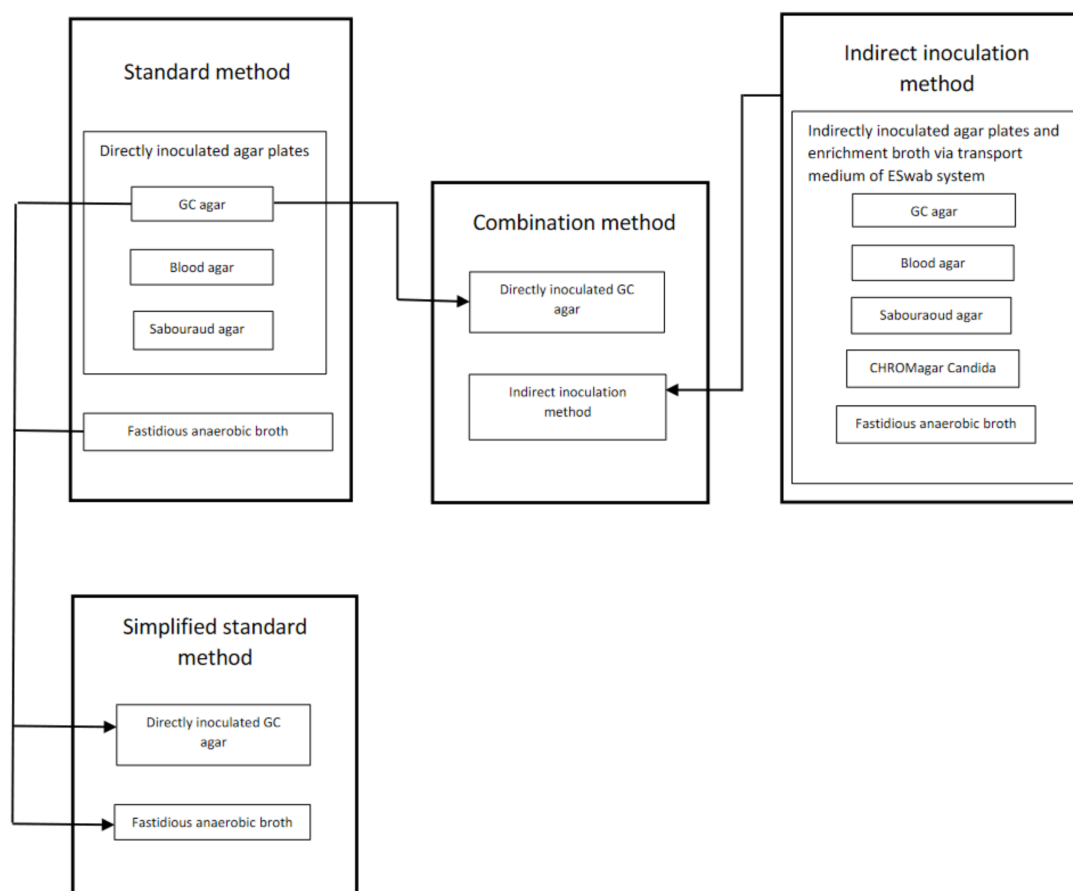 Standard method
Directly inoculated agar plates
GC agar
Blood agar
Sabouraud agar
Fastidious anaerobic broth
Combination method
Directly inoculated GC
agar
Indirect inoculation
method
Indirect inoculation
method
Indirectly inoculated agar plates and
enrichment broth via transport
medium of ESwab system
GC agar
Blood agar
Sabouraoud agar
CHROMagar Candida
Fastidious anaerobic broth
Simplified standard
method
Directly inoculated GC
agar
Fastidious anaerobic broth